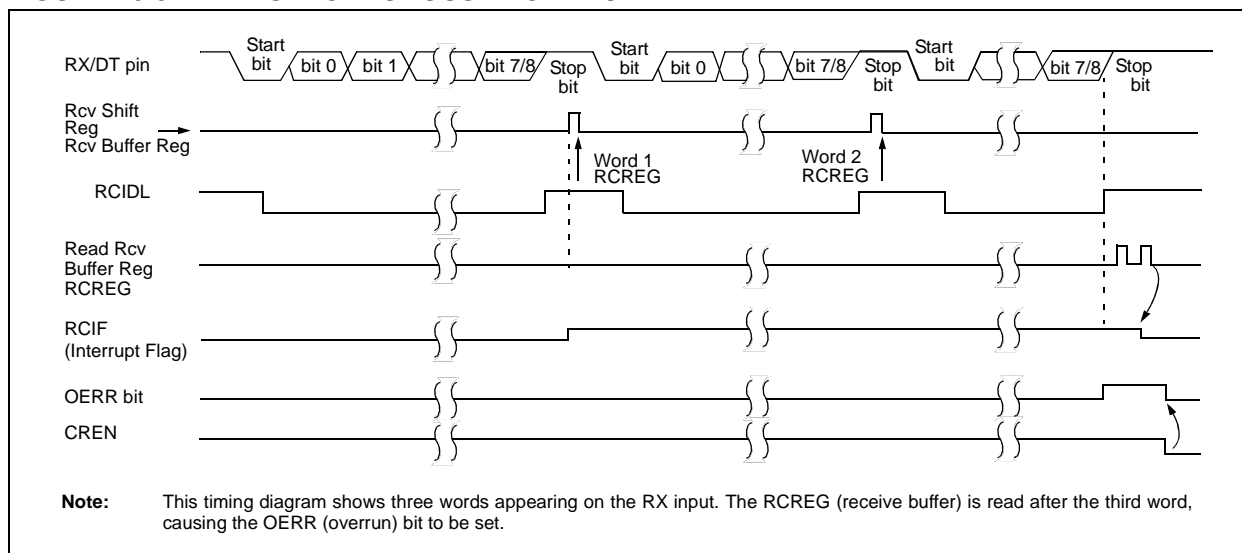 RX/DT pin
Start
bit
bit 0
bit 1
bit 7/8
Stop
bit
Start
bit
bit 0
bit 7/8
Stop
bit
Start
bit
bit 7/8
Stop
bit
Rcv Shift
Reg
Rcv Buffer Reg
Word 1
RCREG
Word 2
RCREG
RCIDL
Read Rcv
Buffer Reg
RCREG
RCIF
(Interrupt Flag)
OERR bit
CREN
Note: This timing diagram shows three words appearing on the RX input. The RCREG (receive buffer) is read after the third word,
causing the OERR (overrun) bit to be set.